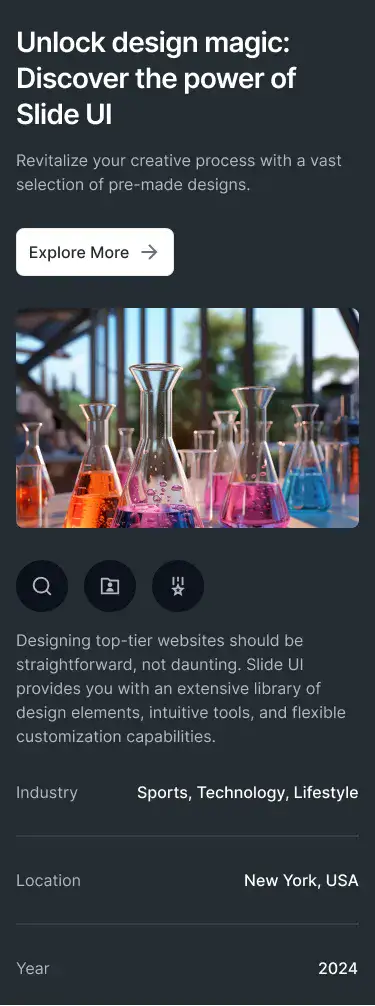 Unlock design magic:
Discover the power of
Slide UI
Revitalize your creative process with a vast
selection of pre-made designs.
Explore More
Designing top-tier websites should be
straightforward, not daunting. Slide UI
provides you with an extensive library of
design elements, intuitive tools, and flexible
customization capabilities.
Industry Sports, Technology, Lifestyle
Location New York, USA
Year 2024